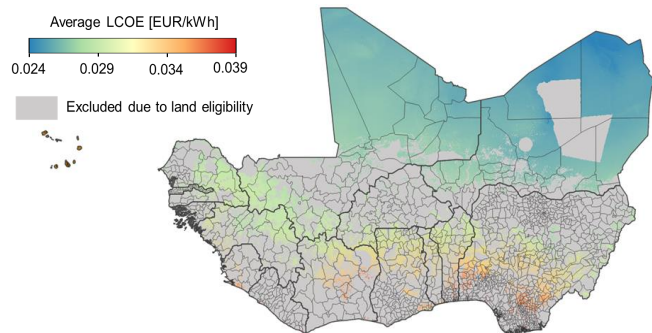 Average LCOE [EUR/kWh]
0.024 0.029 0.034 0.039
Excluded due to land eligibility